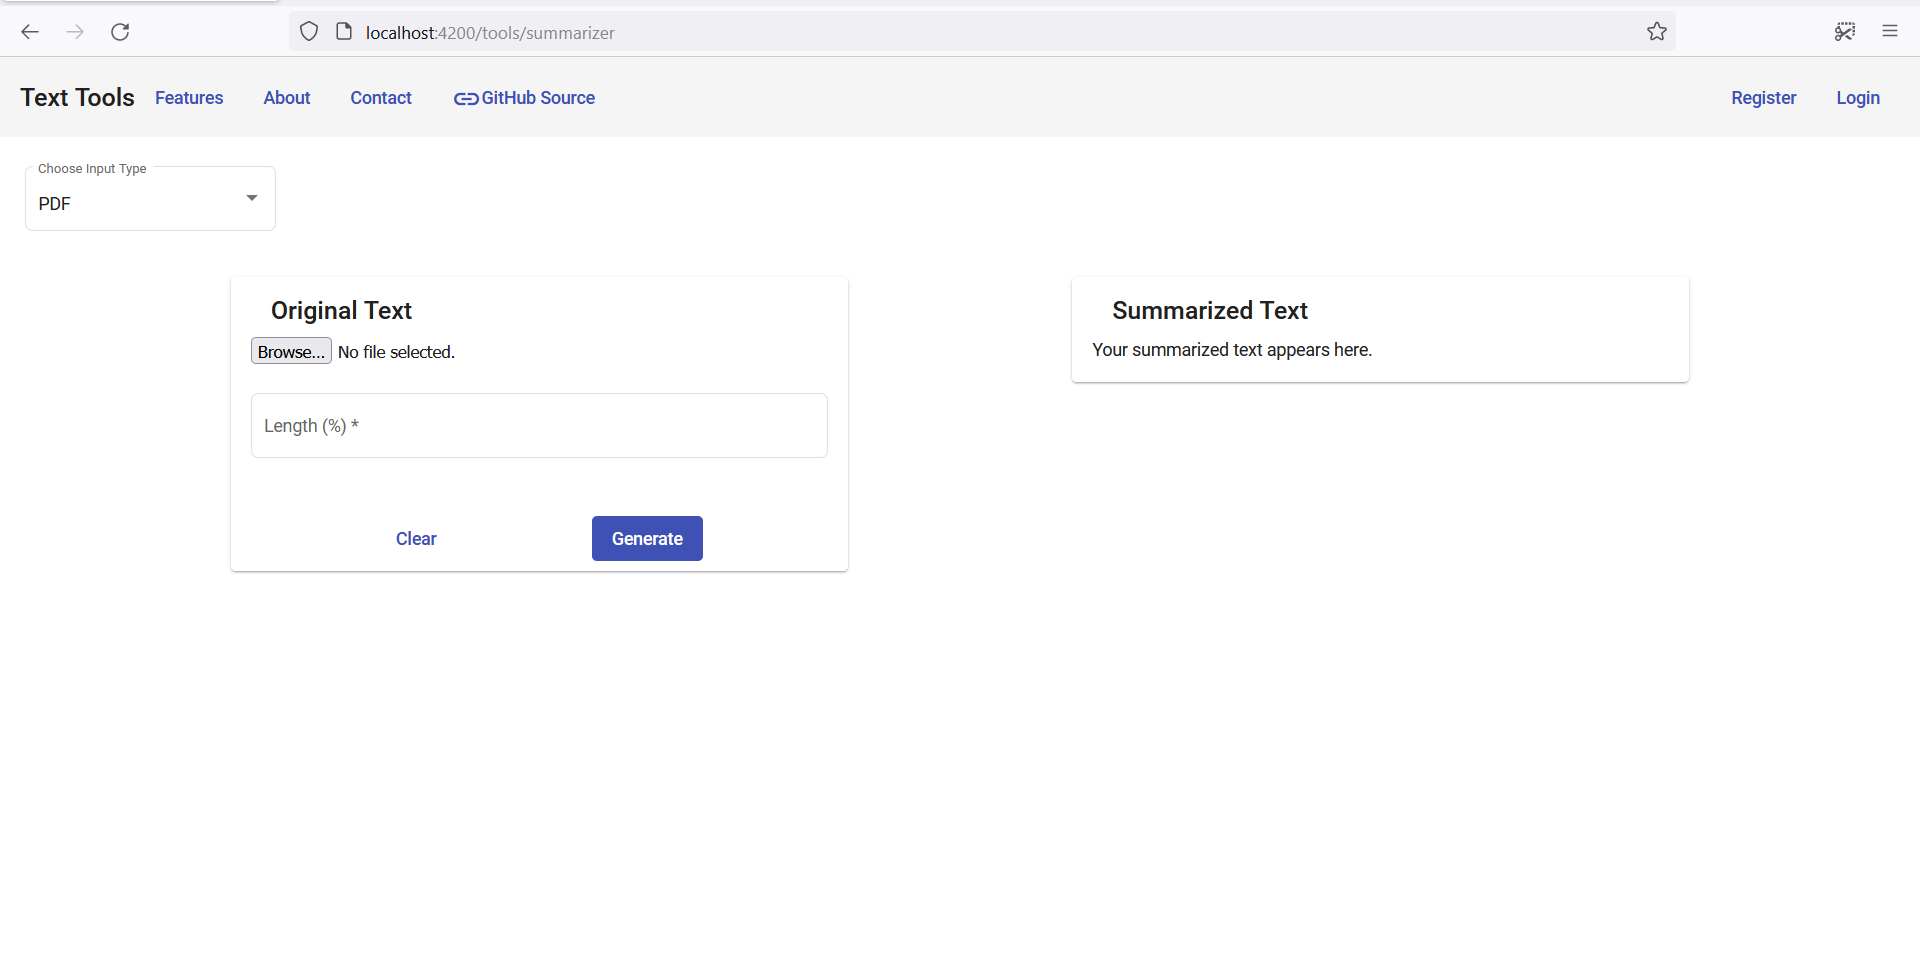 localhost:4200/tools/summarizer
Text Tools Features About Contact GitHub Source Register Login
Choose Input Type
PDF
Original Text
Browse... No file selected.
Length (%) *
Clear Generate
Summarized Text
Your summarized text appears here.